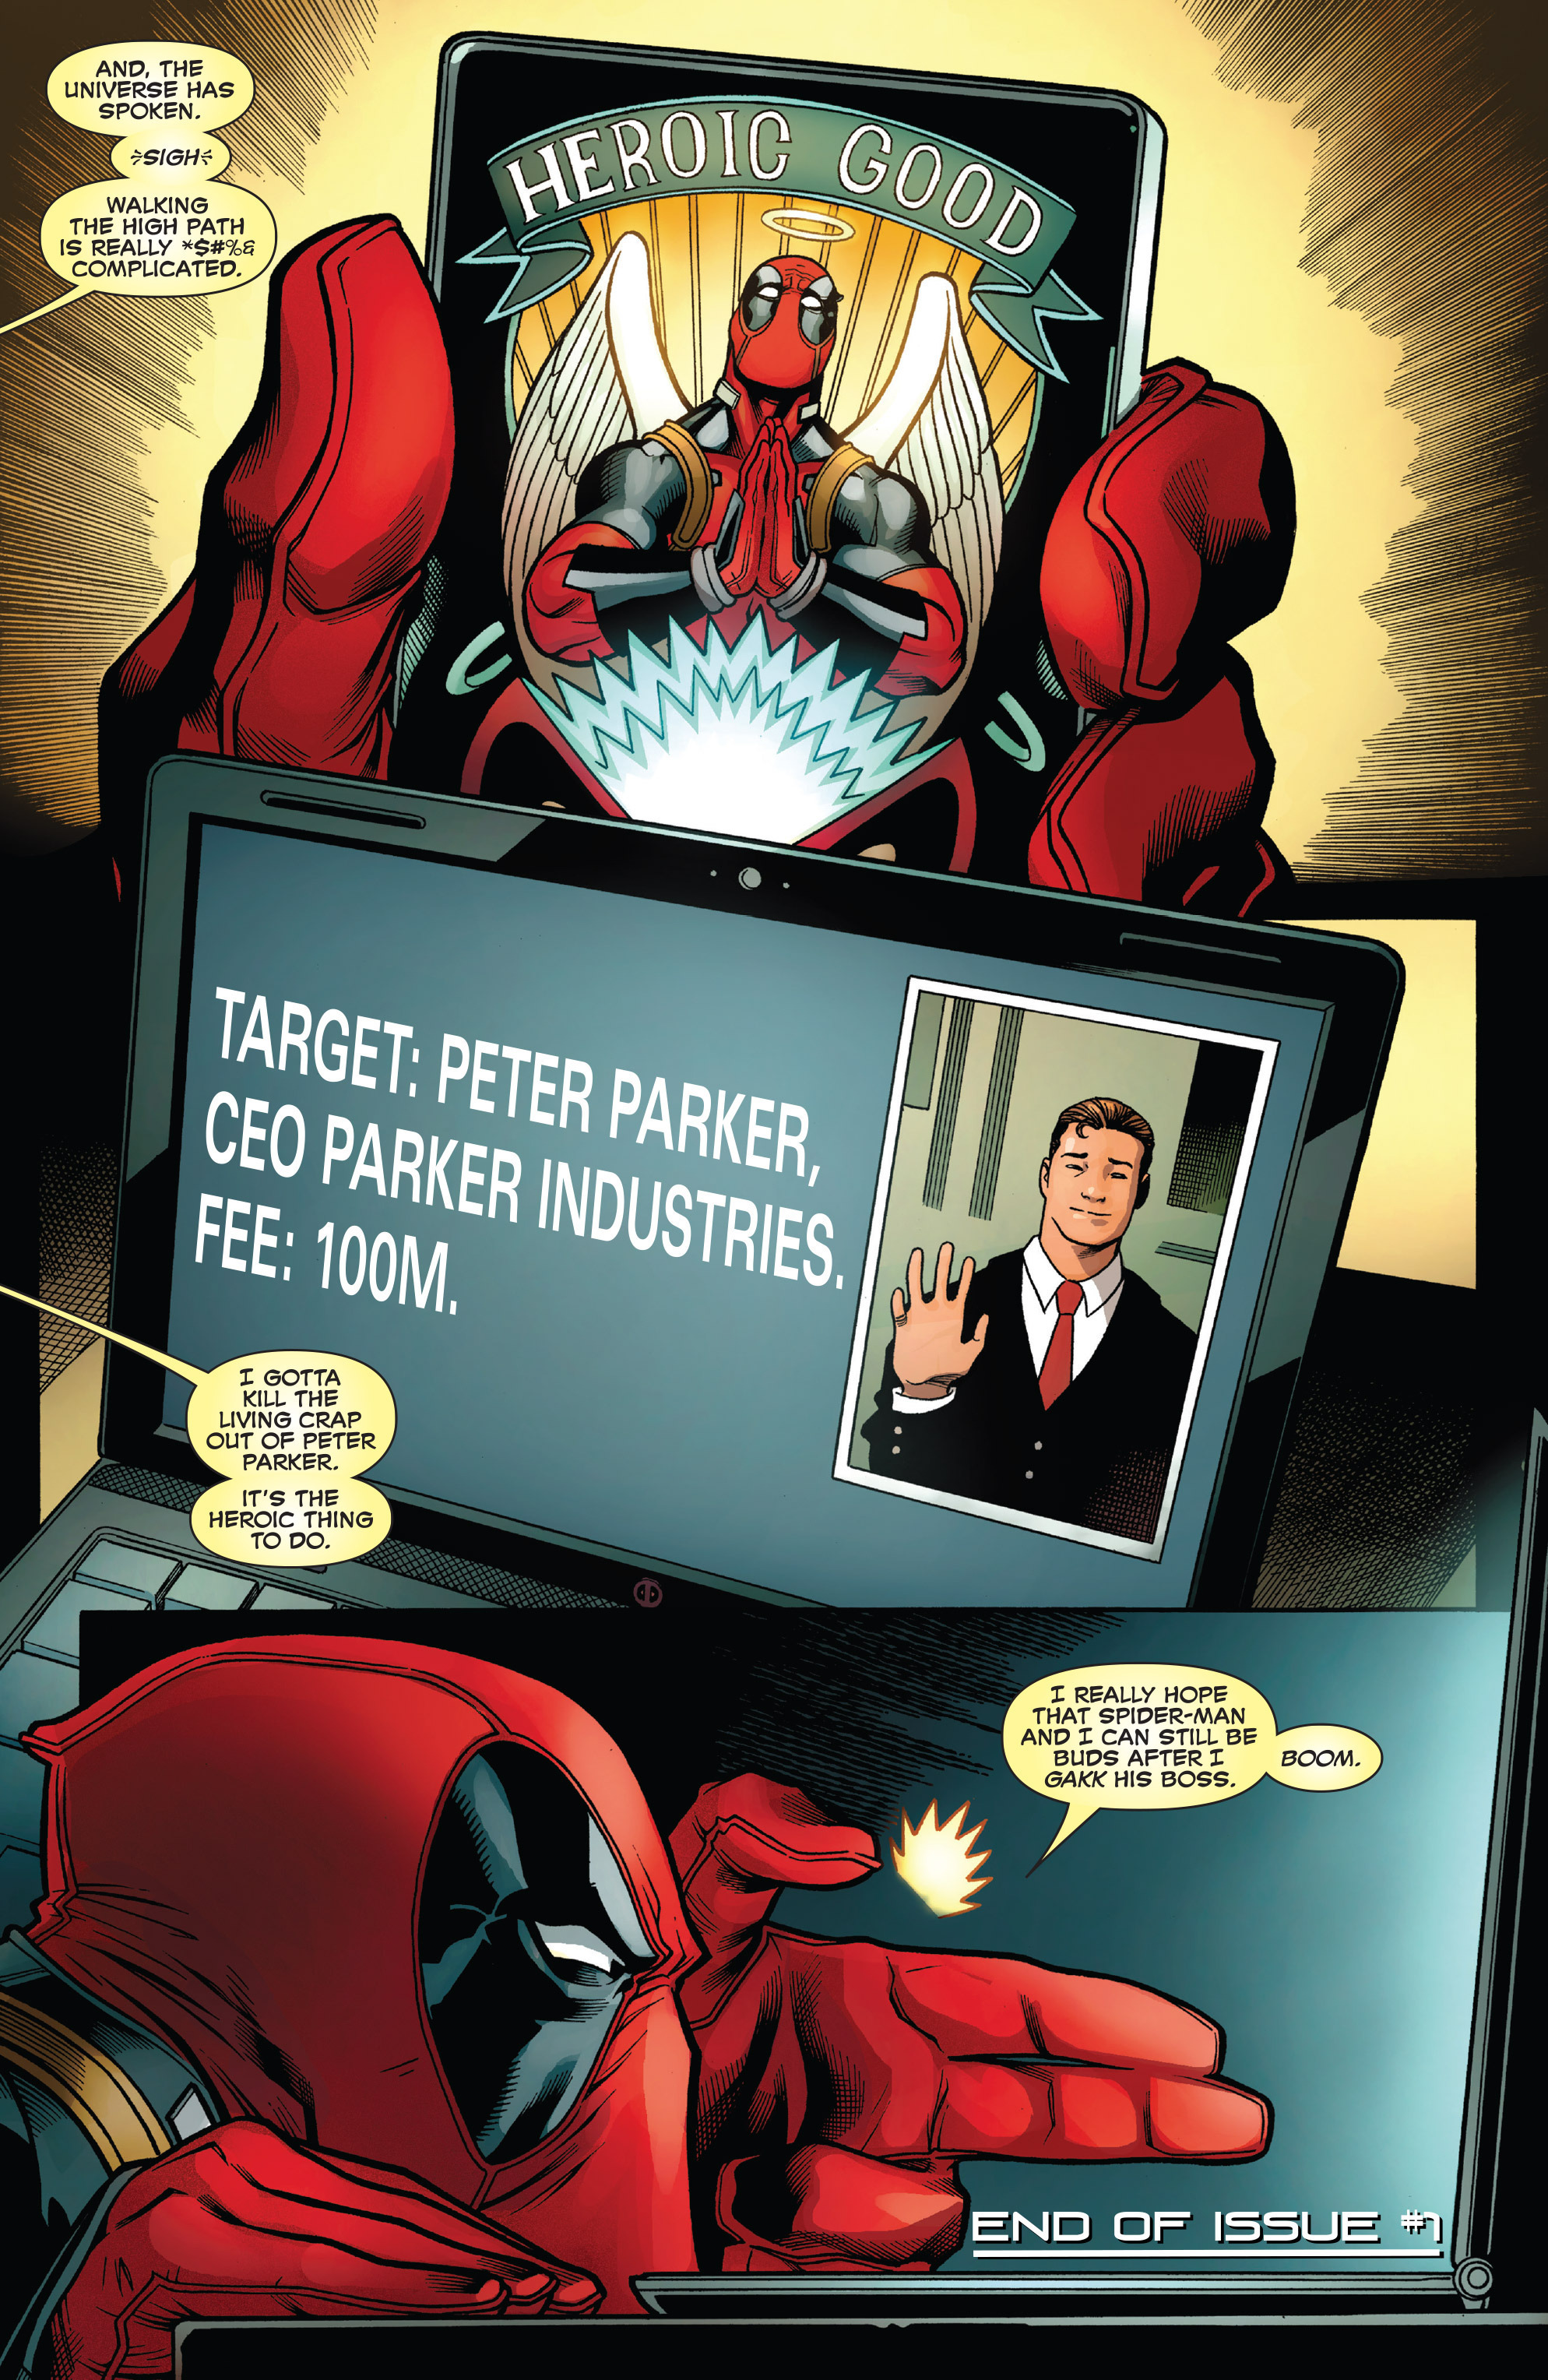 AND, THE
UNIVERSE HAS
SPOKEN.
SIGH
WALKING
THE HIGH PATH
IS REALLY *$#%&
COMPLICATED.
HEROIC GOOD
TARGET: PETER PARKER,
CEO PARKER INDUSTRIES.
FEE: 100M.
I GOTTA
KILL THE
LIVING CRAP
OUT OF PETER
PARKER.
IT'S THE
HEROIC THING
TO DO.
I REALLY HOPE
THAT SPIDER-MAN
AND I CAN STILL BE
BUDS AFTER I
GAKK HIS BOSS.
BOOM.
END OF ISSUE #1